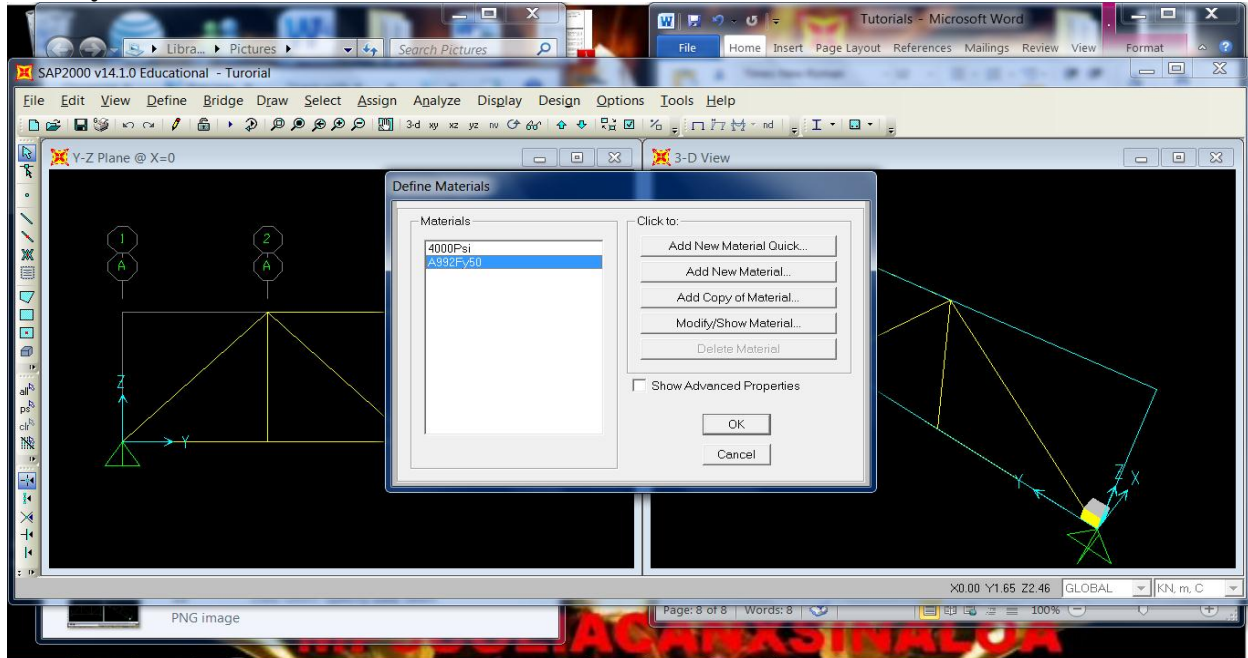 Libra... Pictures Search Pictures
Tutorials - Microsoft Word
File Home Insert Page Layout References Mailings Review View Format
SAP2000 v14.1.0 Educational - Turorial
File Edit View Define Bridge Draw Select Assign Analyze Display Design Options Tools Help
3-d xy xz yz nv nd
Y-Z Plane @ X=0
3-D View
Define Materials
Materials
4000Psi
A992Fy50
Click to:
Add New Material Quick...
Add New Material...
Add Copy of Material...
Modify/Show Material...
Delete Material
Show Advanced Properties
OK
Cancel
1 2
A A
Z
Y
Z
Y X
all
ps
clr
X0.00 Y1.65 Z2.46 GLOBAL KN, m, C
PNG image
Page: 8 of 8 Words: 8 100%